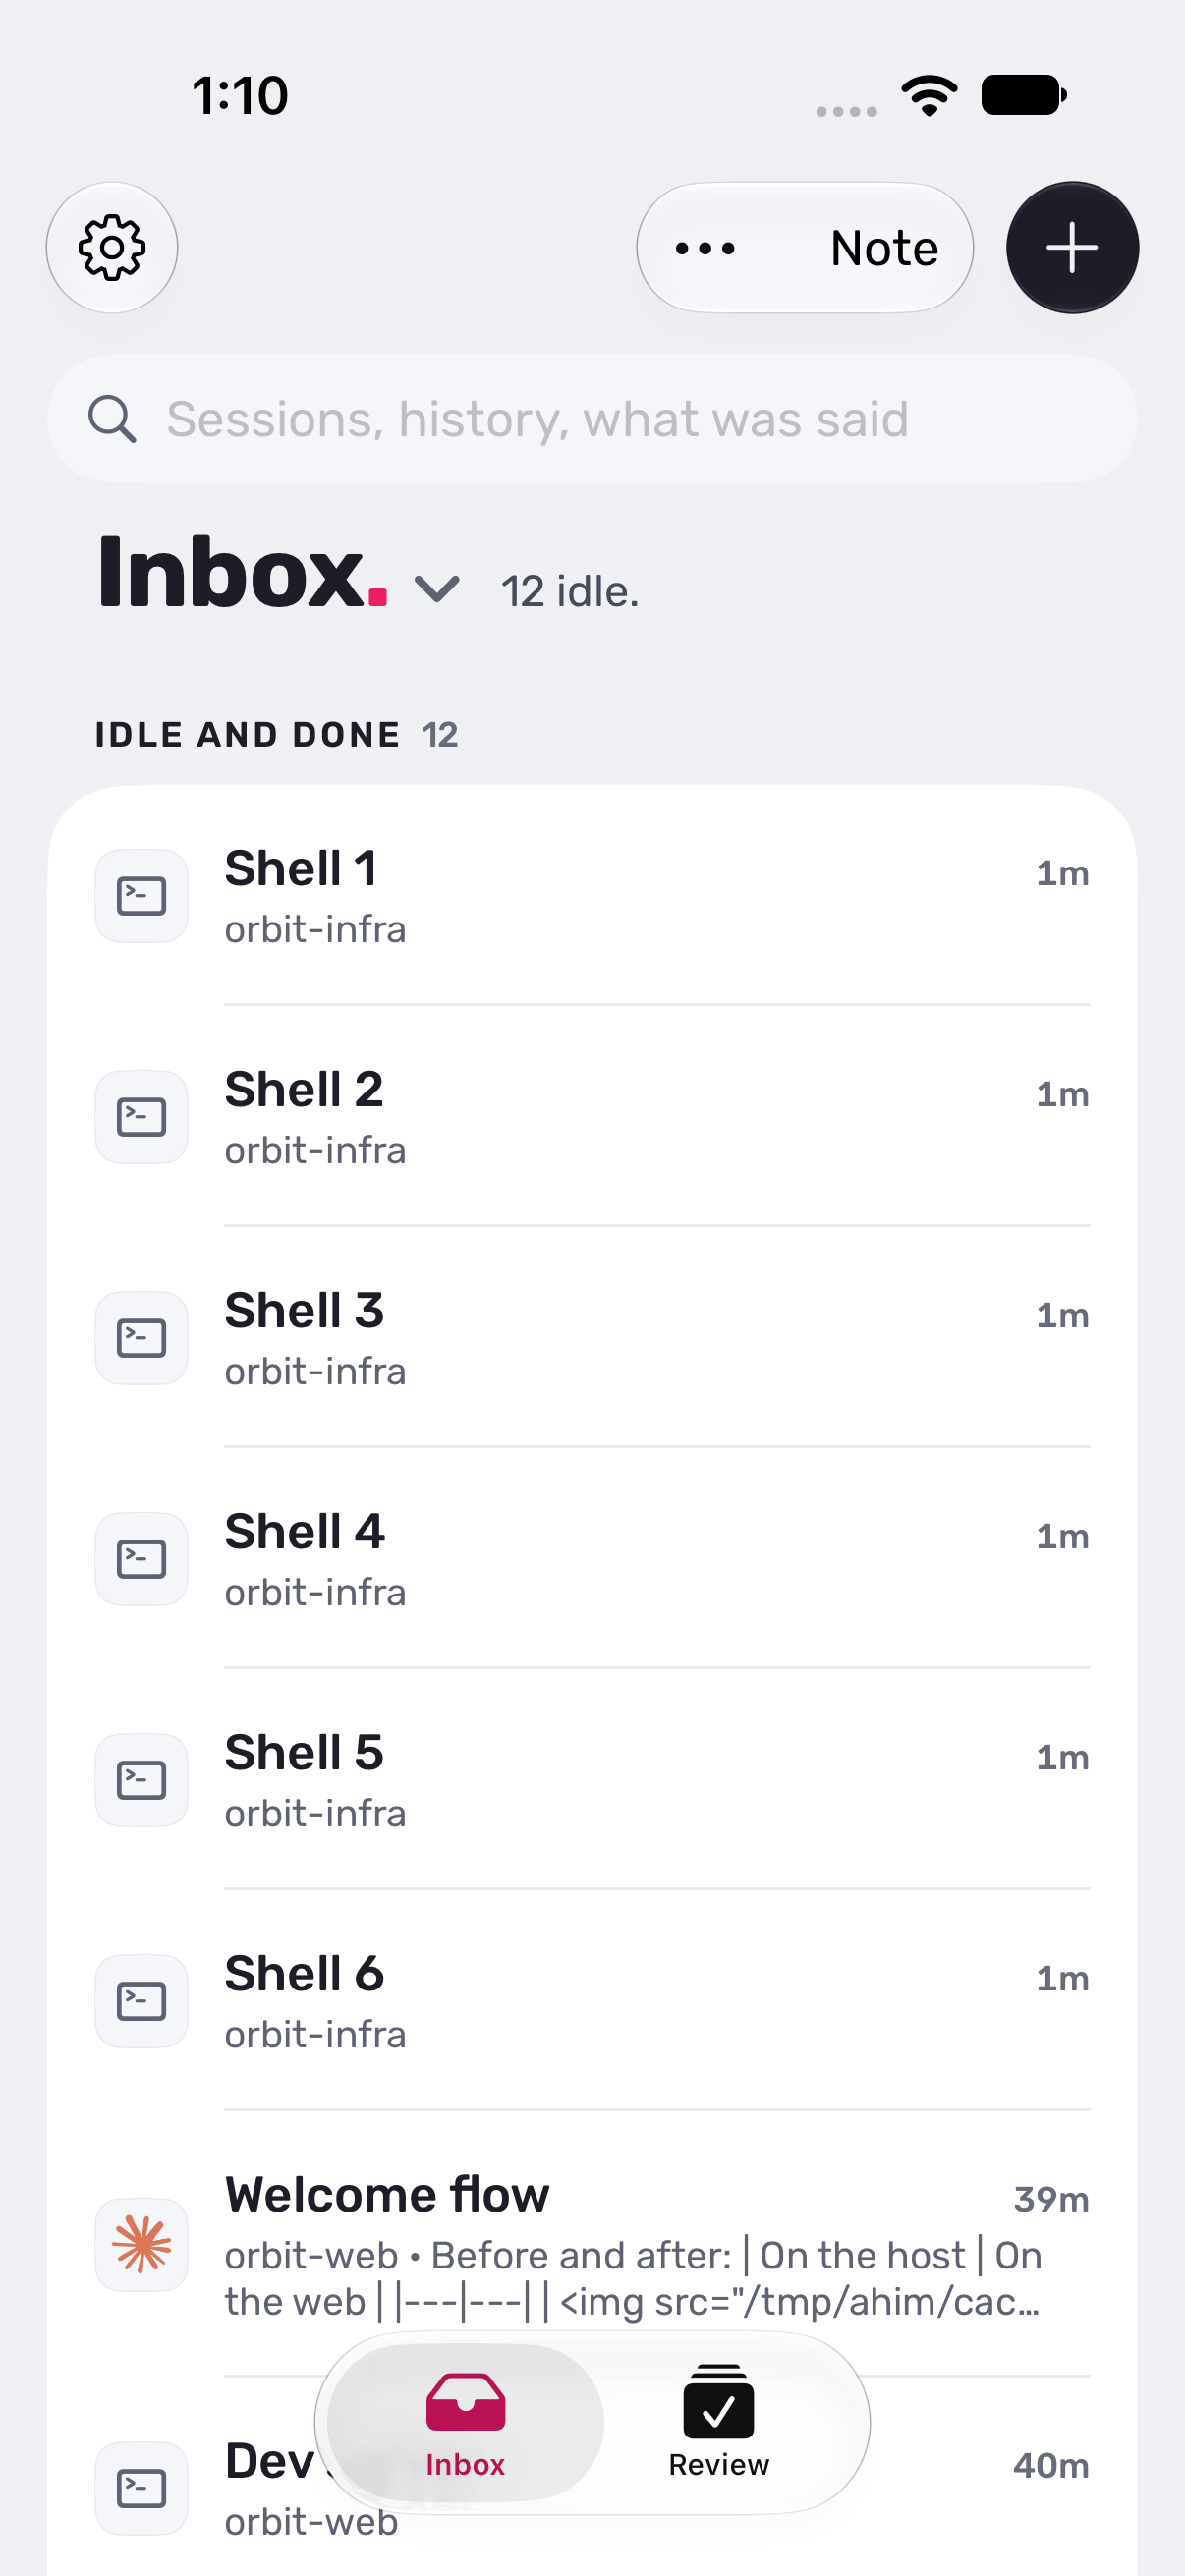 1:10
Note
Sessions, history, what was said
Inbox. 12 idle.
IDLE AND DONE 12
Shell 1 1m
orbit-infra
Shell 2 1m
orbit-infra
Shell 3 1m
orbit-infra
Shell 4 1m
orbit-infra
Shell 5 1m
orbit-infra
Shell 6 1m
orbit-infra
Welcome flow 39m
orbit-web • Before and after: | On the host | On
the web | |---|---| | <img src="/tmp/ahim/cac…
Dev 40m
orbit-web
Inbox
Review